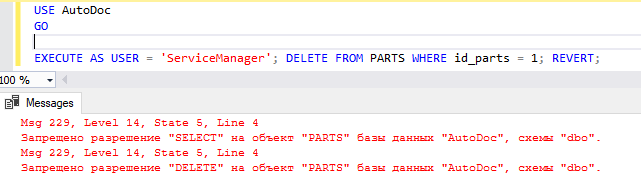 USE AutoDoc
GO
EXECUTE AS USER = 'ServiceManager'; DELETE FROM PARTS WHERE id_parts = 1; REVERT;
100 %
Messages
Msg 229, Level 14, State 5, Line 4
Запрещено разрешение "SELECT" на объект "PARTS" базы данных "AutoDoc", схемы "dbo".
Msg 229, Level 14, State 5, Line 4
Запрещено разрешение "DELETE" на объект "PARTS" базы данных "AutoDoc", схемы "dbo".